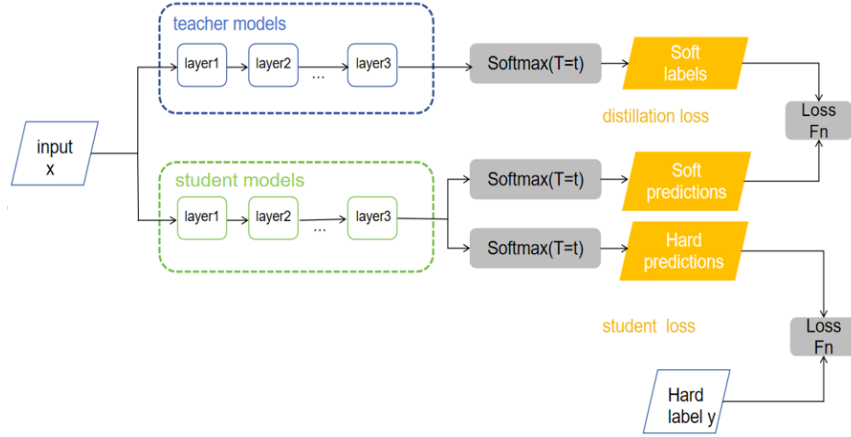 teacher models
layer1
layer2
...
layer3
Softmax(T=t)
Soft
labels
distillation loss
Loss
Fn
input
x
student models
layer1
layer2
...
layer3
Softmax(T=t)
Soft
predictions
Softmax(T=t)
Hard
predictions
student loss
Loss
Fn
Hard
label y